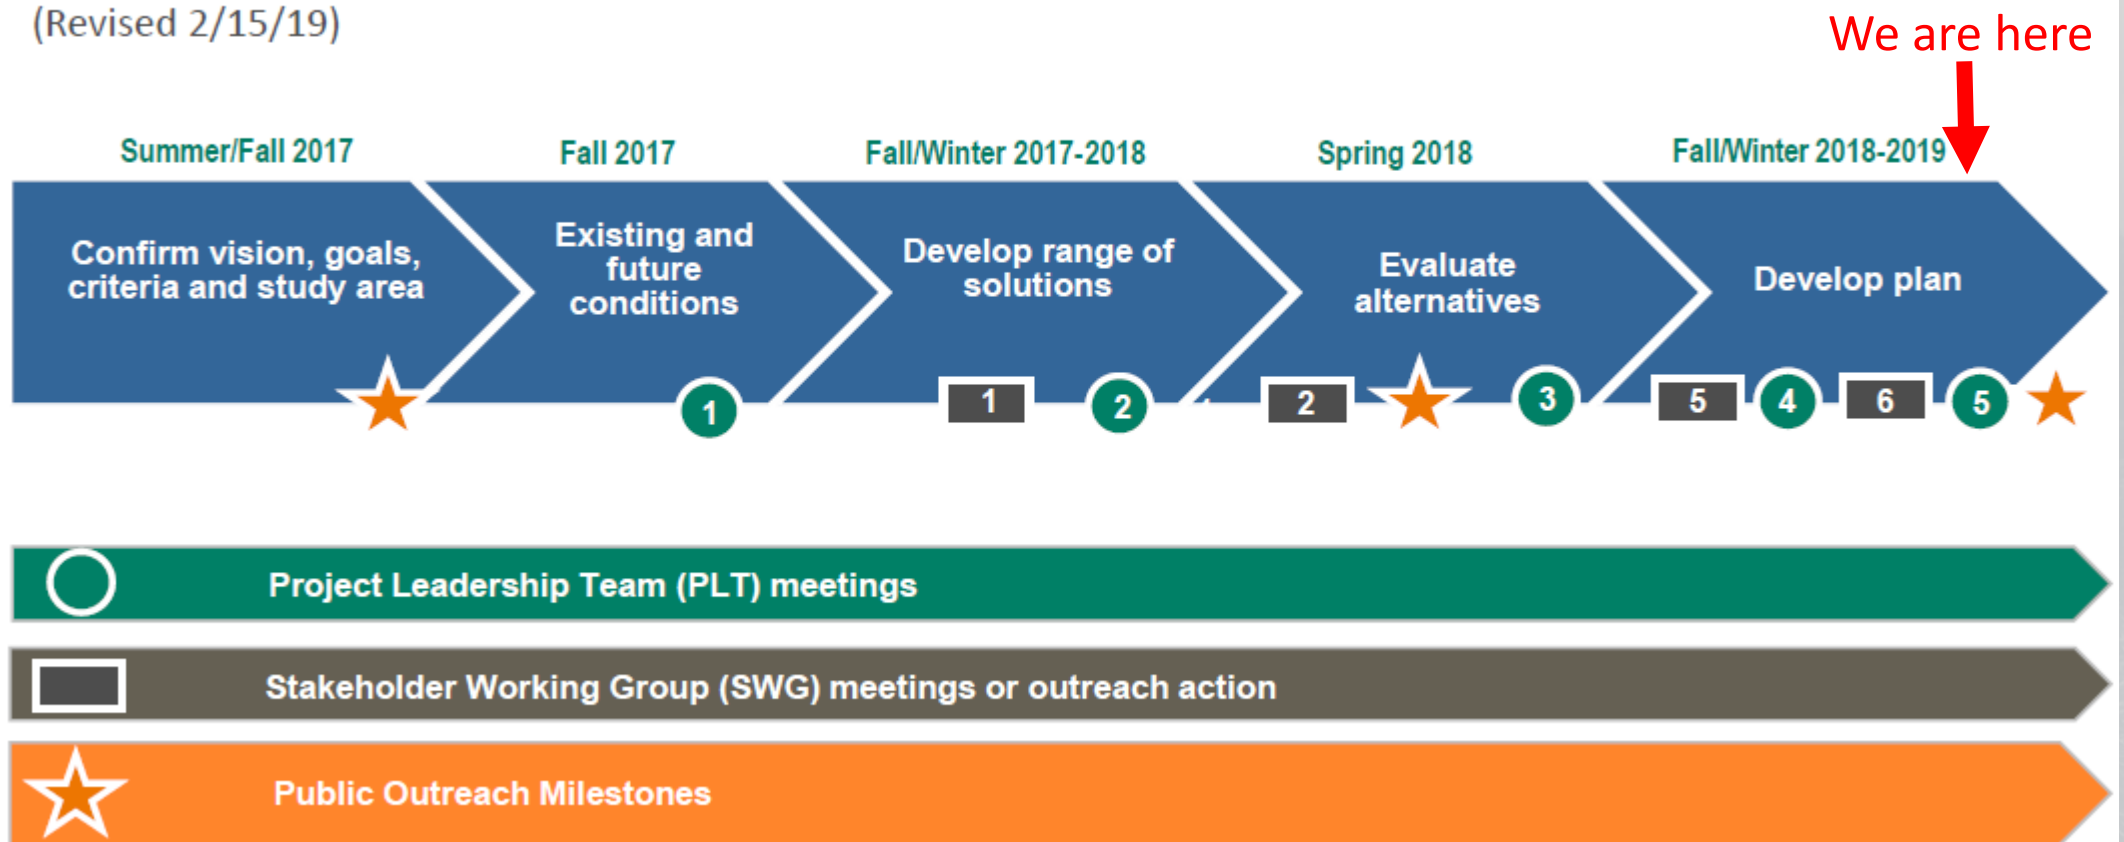 (Revised 2/15/19)
We are here
Summer/Fall 2017
Fall 2017
Fall/Winter 2017-2018
Spring 2018
Fall/Winter 2018-2019
Confirm vision, goals,
criteria and study area
Existing and
future
conditions
Develop range of
solutions
Evaluate
alternatives
Develop plan
1
1
2
2
3
5
4
6
5
Project Leadership Team (PLT) meetings
Stakeholder Working Group (SWG) meetings or outreach action
Public Outreach Milestones